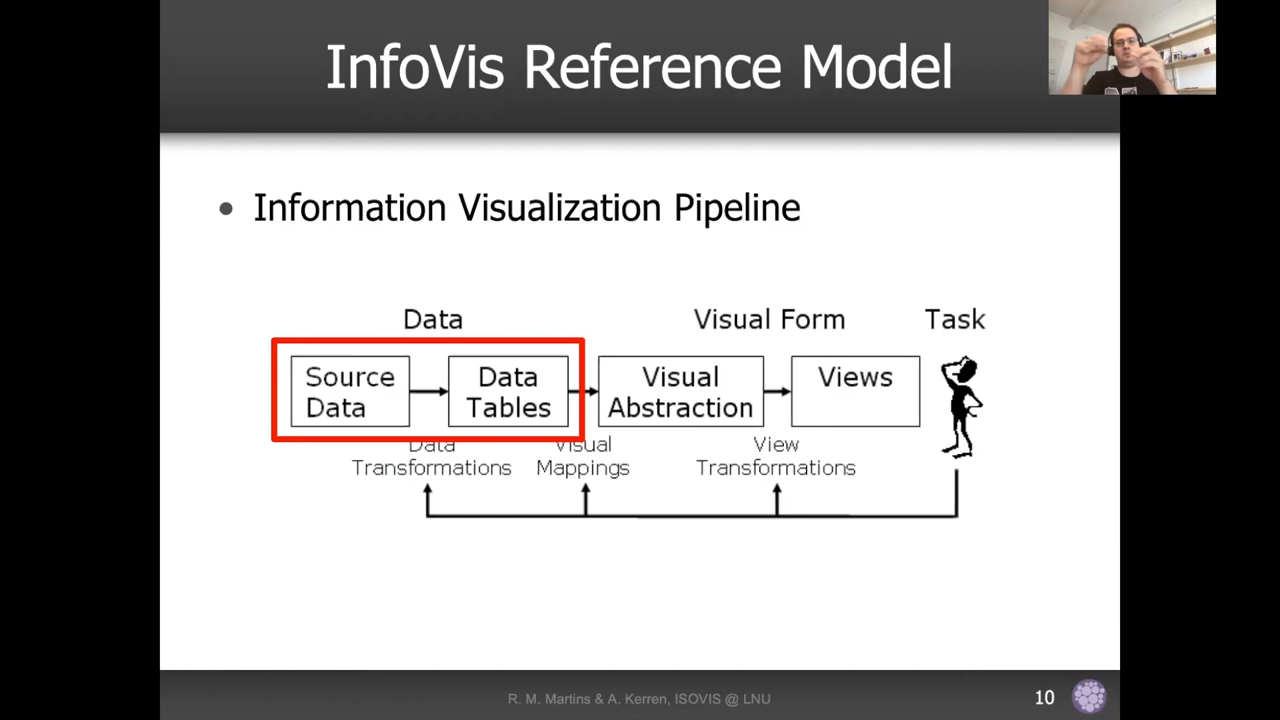 InfoVis Reference Model
• Information Visualization Pipeline
Data
Visual Form
Task
Source
Data
Data
Tables
Visual
Abstraction
Views
Data
Transformations
Visual
Mappings
View
Transformations
R. M. Martins & A. Kerren, ISOVIS @ LNU
10